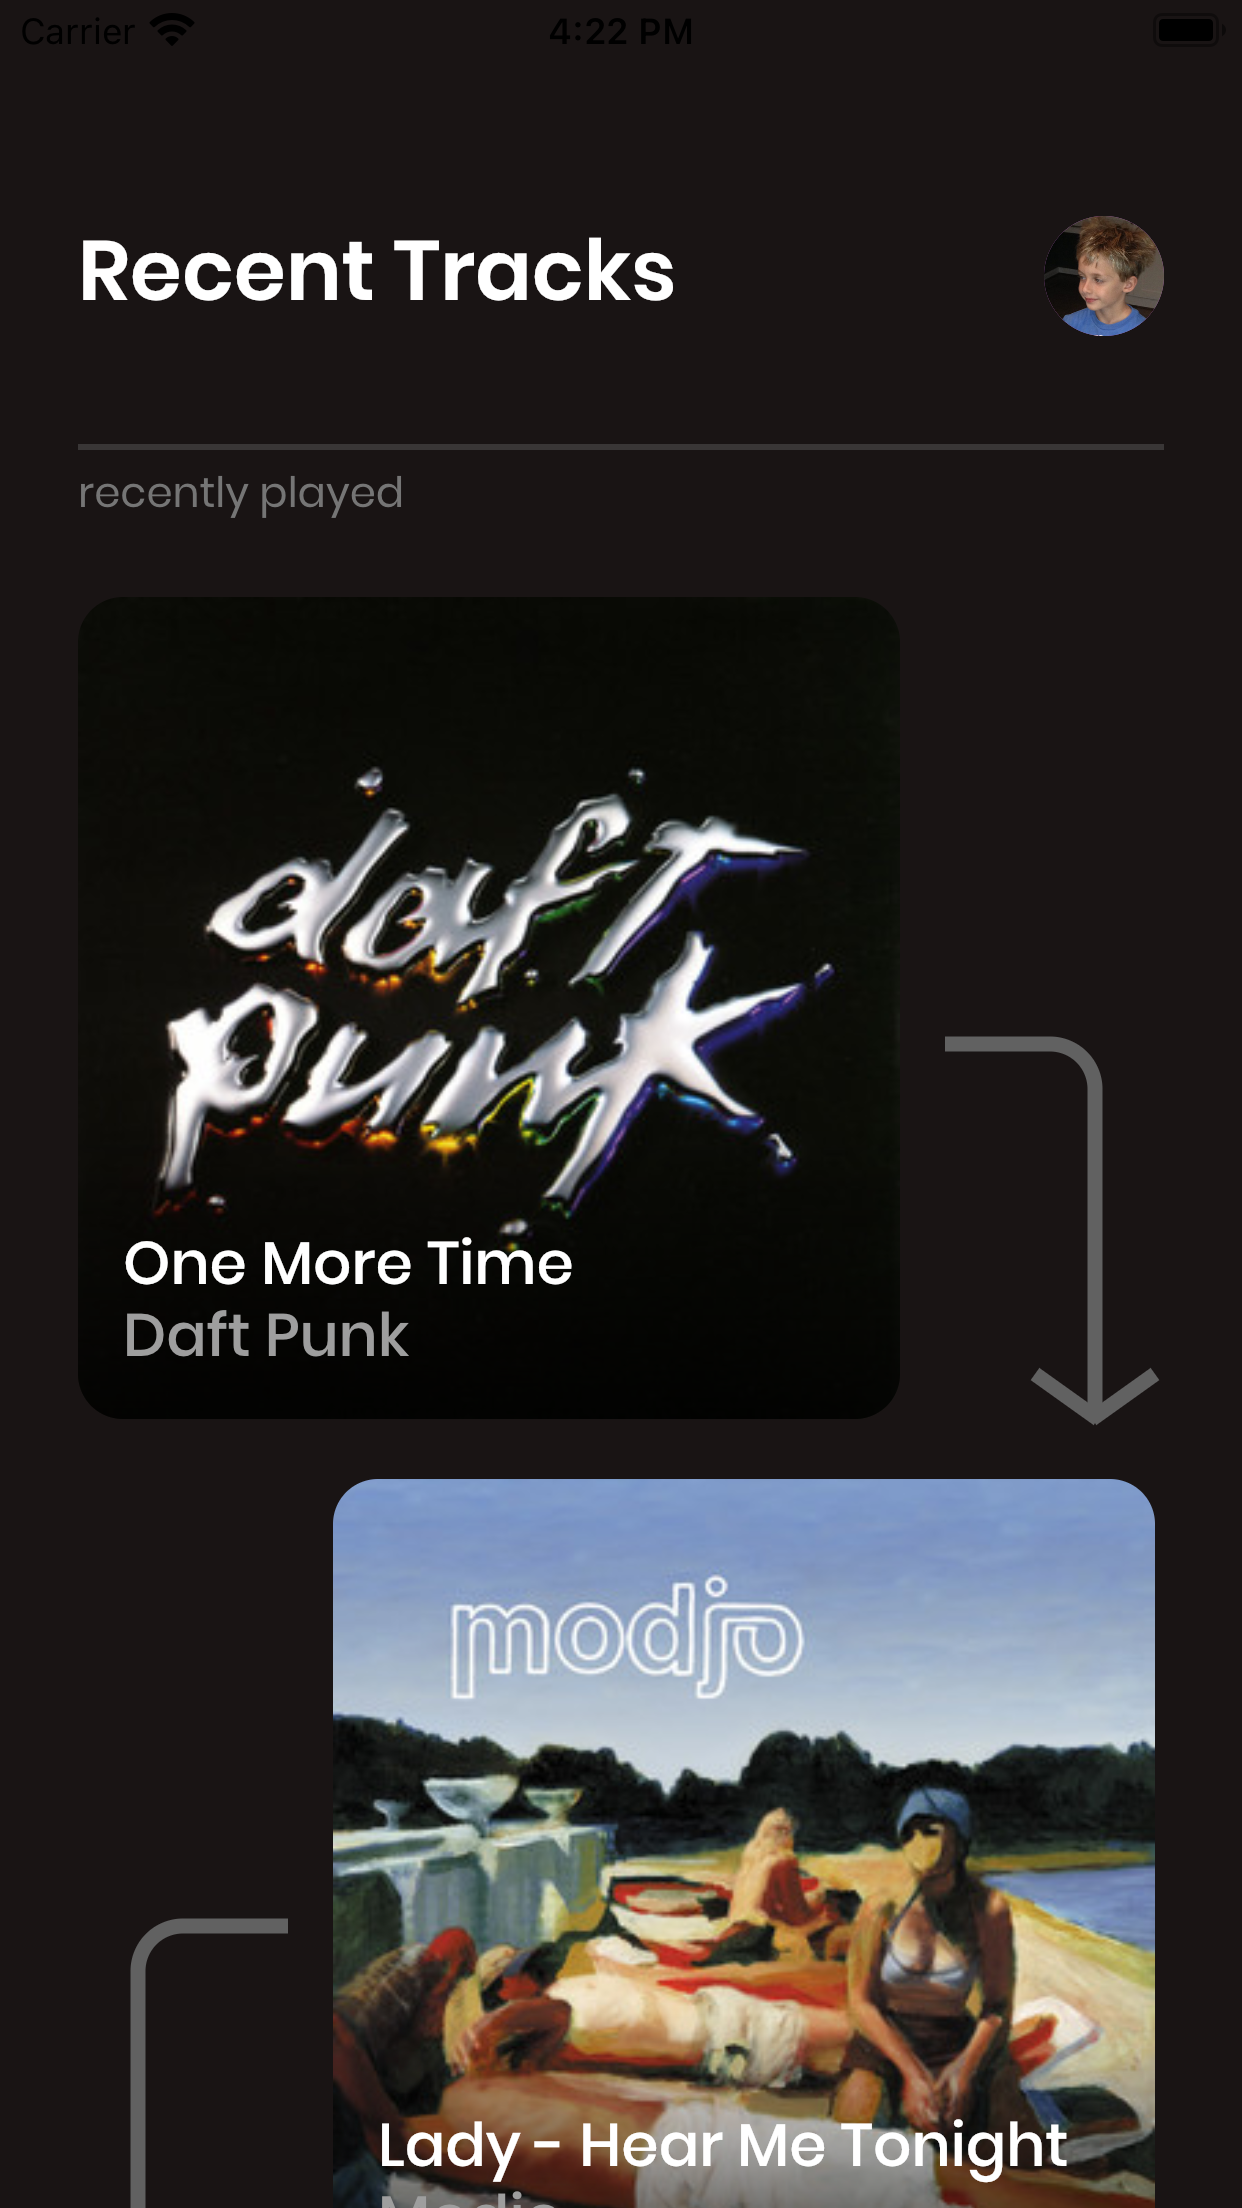 Carrier
4:22 PM
Recent Tracks
recently played
daft
punk
One More Time
Daft Punk
modjo
Lady - Hear Me Tonight
Modjo